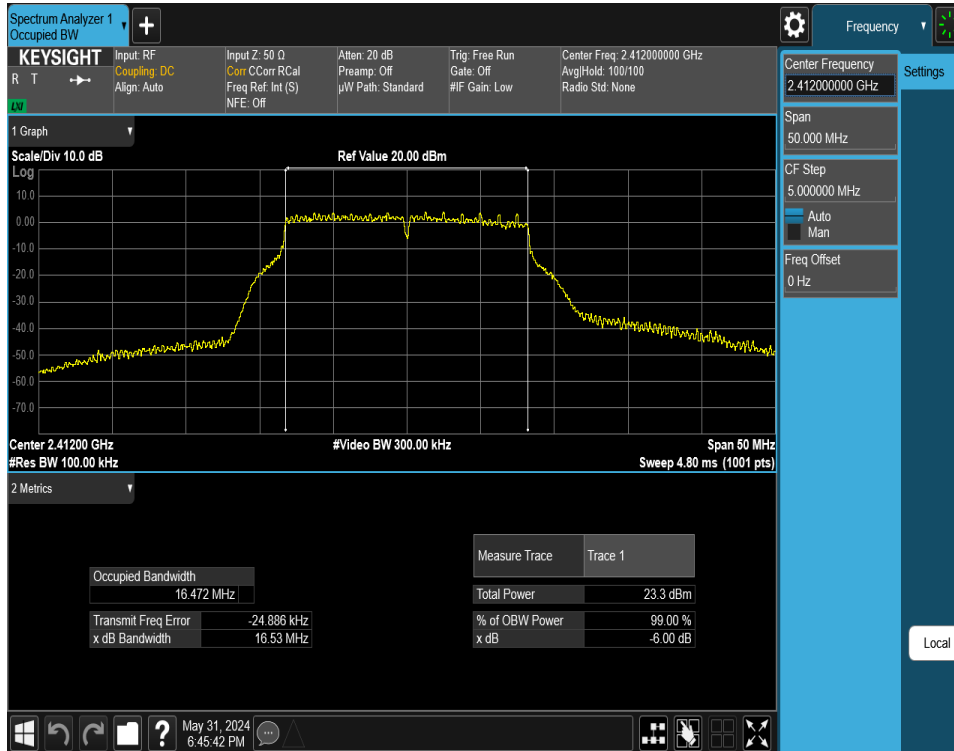 Spectrum Analyzer 1
Occupied BW
+
Frequency
KEYSIGHT
R T
LXI
Input: RF
Coupling: DC
Align: Auto
Input Z: 50 Ω
Corr CCorr RCal
Freq Ref: Int (S)
NFE: Off
Atten: 20 dB
Preamp: Off
µW Path: Standard
Trig: Free Run
Gate: Off
#IF Gain: Low
Center Freq: 2.412000000 GHz
Avg|Hold: 100/100
Radio Std: None
Center Frequency
2.412000000 GHz
Settings
Span
50.000 MHz
CF Step
5.000000 MHz
Auto
Man
Freq Offset
0 Hz
Local
1 Graph
Scale/Div 10.0 dB
Ref Value 20.00 dBm
Log
10.0
0.00
-10.0
-20.0
-30.0
-40.0
-50.0
-60.0
-70.0
Center 2.41200 GHz
#Video BW 300.00 kHz
Span 50 MHz
#Res BW 100.00 kHz
Sweep 4.80 ms (1001 pts)
2 Metrics
Occupied Bandwidth
16.472 MHz
Transmit Freq Error -24.886 kHz
x dB Bandwidth 16.53 MHz
Measure Trace Trace 1
Total Power 23.3 dBm
% of OBW Power 99.00 %
x dB -6.00 dB
?
May 31, 2024
6:45:42 PM